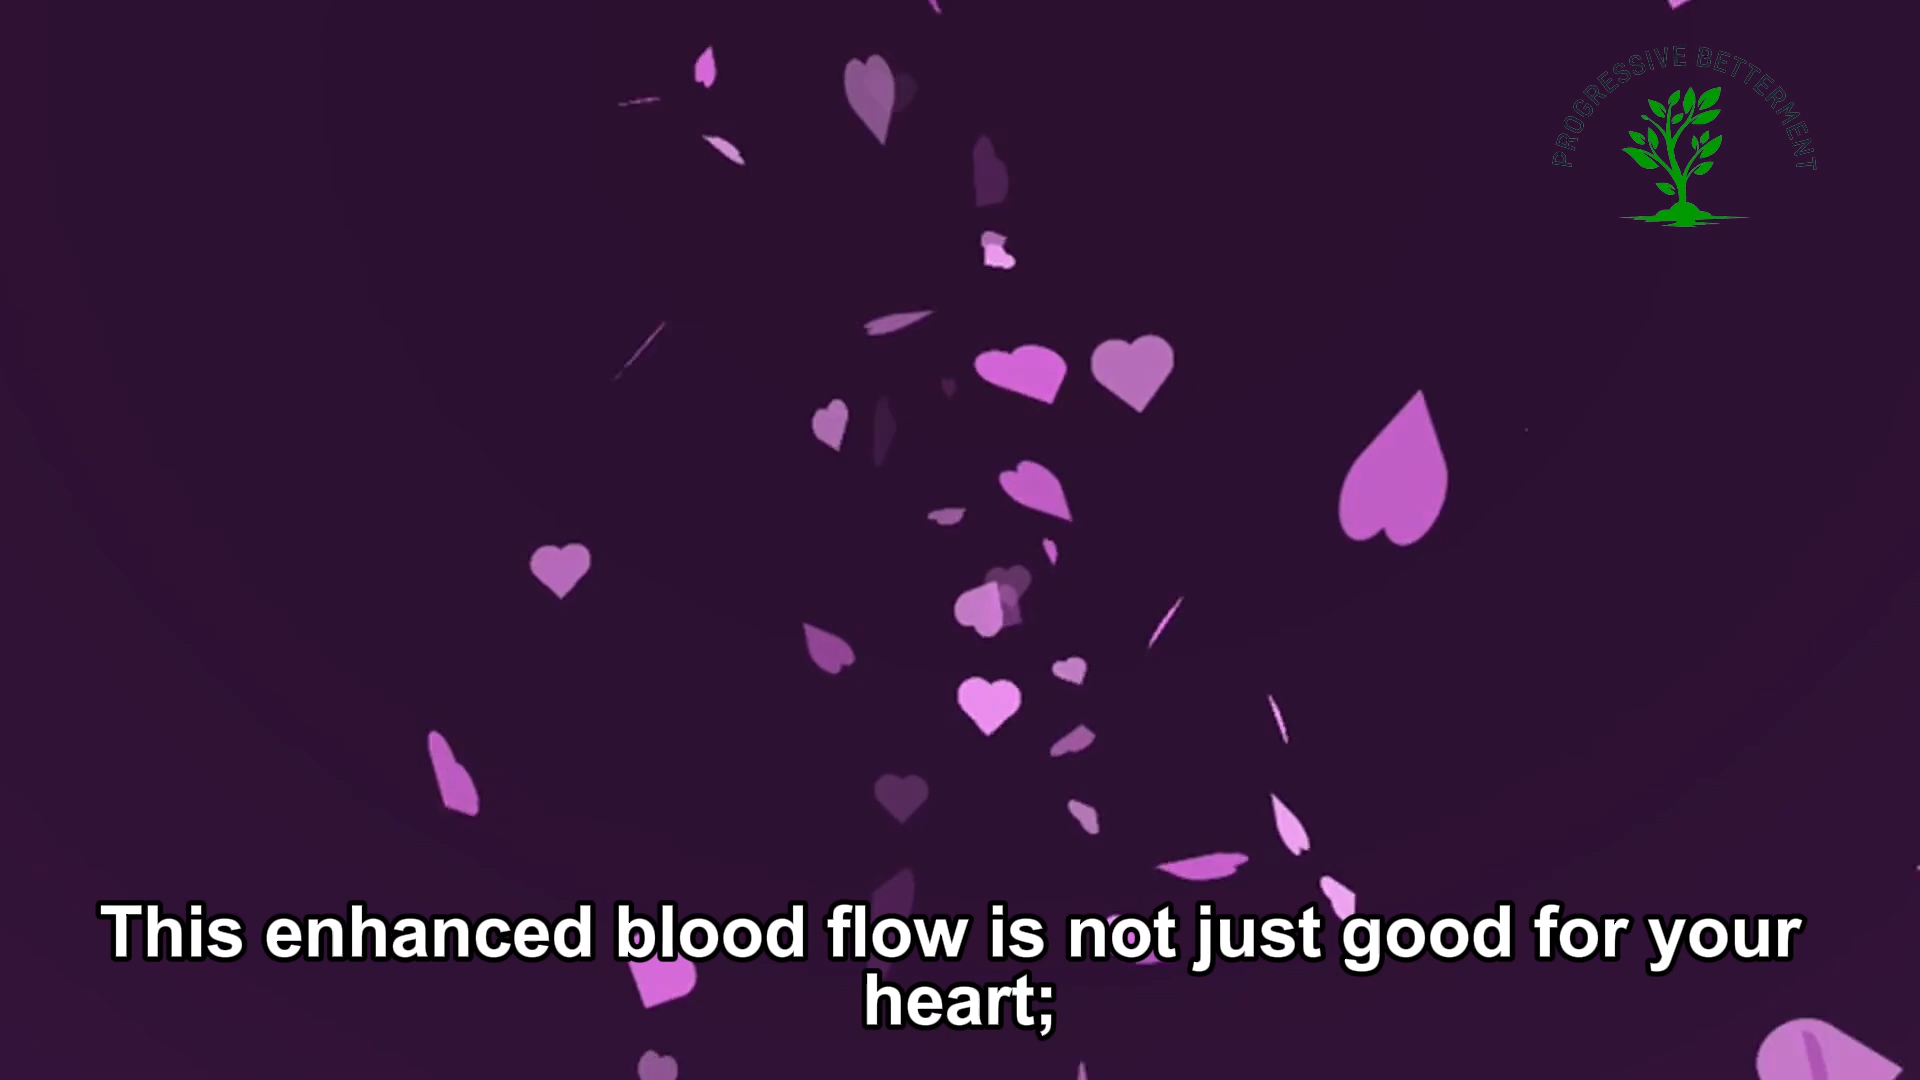 PROGRESSIVE BETTERMENT
This enhanced blood flow is not just good for your
heart;